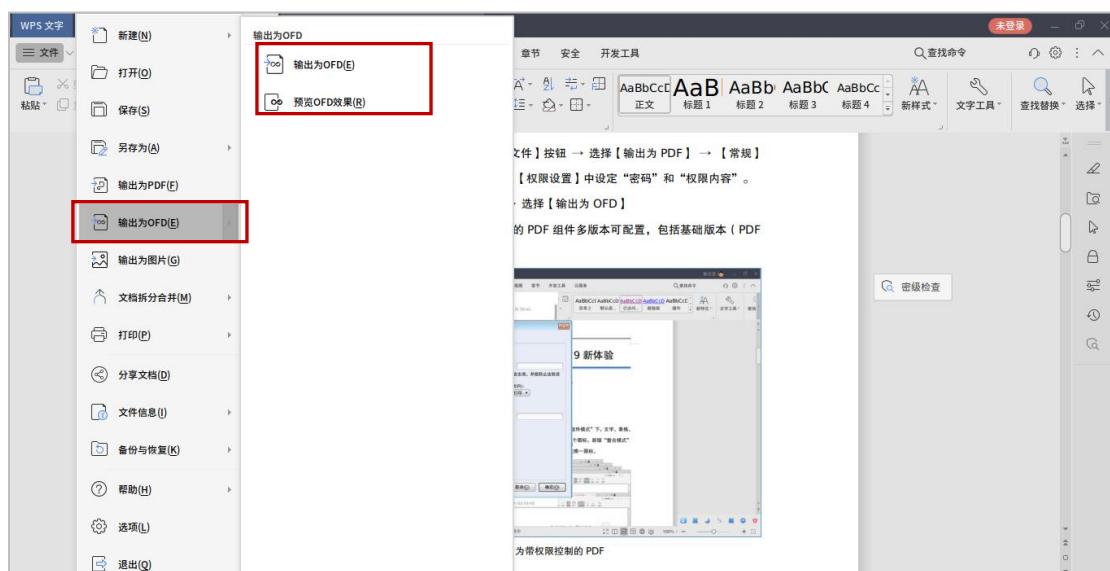 WPS 文字
未登录
文件
章节 安全 开发工具
查找命令
粘贴
AaBbCcD AaB AaBb AaBbC AaBbCc
正文 标题 1 标题 2 标题 3 标题 4
新样式 文字工具 查找替换 选择
新建(N)
打开(O)
保存(S)
另存为(A)
输出为PDF(F)
输出为OFD(E)
输出为图片(G)
文档拆分合并(M)
打印(P)
分享文档(D)
文件信息(I)
备份与恢复(K)
帮助(H)
选项(L)
退出(Q)
输出为OFD
输出为OFD(E)
预览OFD效果(R)
文件】按钮 → 选择【输出为 PDF】 → 【常规】
【权限设置】中设定“密码”和“权限内容”。
选择【输出为 OFD】
的 PDF 组件多版本可配置，包括基础版本（PDF
9 新体验
为带权限控制的 PDF
密级检查